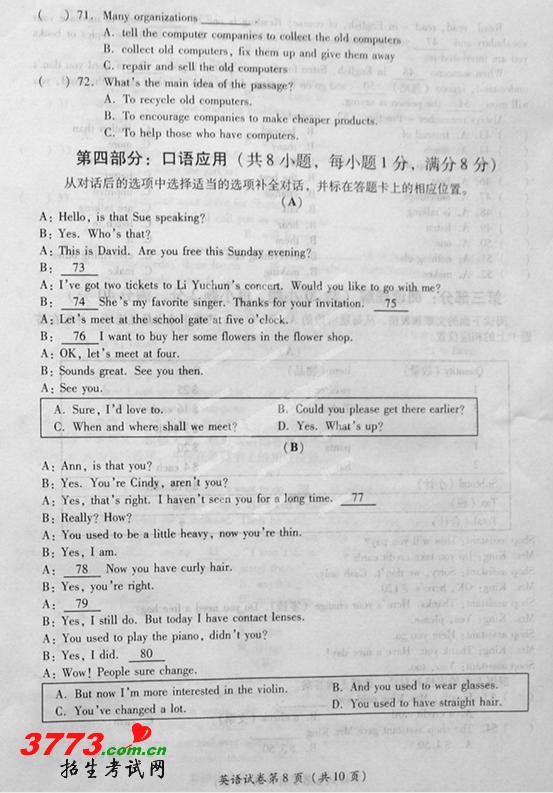 (   ) 71. Many organizations ________.
A. tell the computer companies to collect the old computers
B. collect old computers, fix them up and give them away
C. repair and sell the old computers
(   ) 72. What's the main idea of the passage?
A. To recycle old computers.
B. To encourage companies to make cheaper products.
C. To help those who have computers.
第四部分：口语应用（共8小题，每小题1分，满分8分）
从对话后的选项中选择适当的选项补全对话，并标在答题卡上的相应位置。
(A)
A: Hello, is that Sue speaking?
B: Yes. Who's that?
A: This is David. Are you free this Sunday evening?
B: 73
A: I've got two tickets to Li Yuchun's concert. Would you like to go with me?
B: 74 She's my favorite singer. Thanks for your invitation. 75
A: Let's meet at the school gate at five o'clock.
B: 76 I want to buy her some flowers in the flower shop.
A: OK, let's meet at four.
B: Sounds great. See you then.
A: See you.
A. Sure, I'd love to. B. Could you please get there earlier?
C. When and where shall we meet? D. Yes. What's up?
(B)
A: Ann, is that you?
B: Yes. You're Cindy, aren't you?
A: Yes, that's right. I haven't seen you for a long time. 77
B: Really? How?
A: You used to be a little heavy, now you're thin.
B: Yes, I am.
A: 78 Now you have curly hair.
B: Yes, you're right.
A: 79
B: Yes, I still do. But today I have contact lenses.
A: You used to play the piano, didn't you?
B: Yes, I did. 80
A: Wow! People sure change.
A. But now I'm more interested in the violin. B. And you used to wear glasses.
C. You've changed a lot. D. You used to have straight hair.
3773.com.cn
招生考试网
英语试卷第8页（共10页）